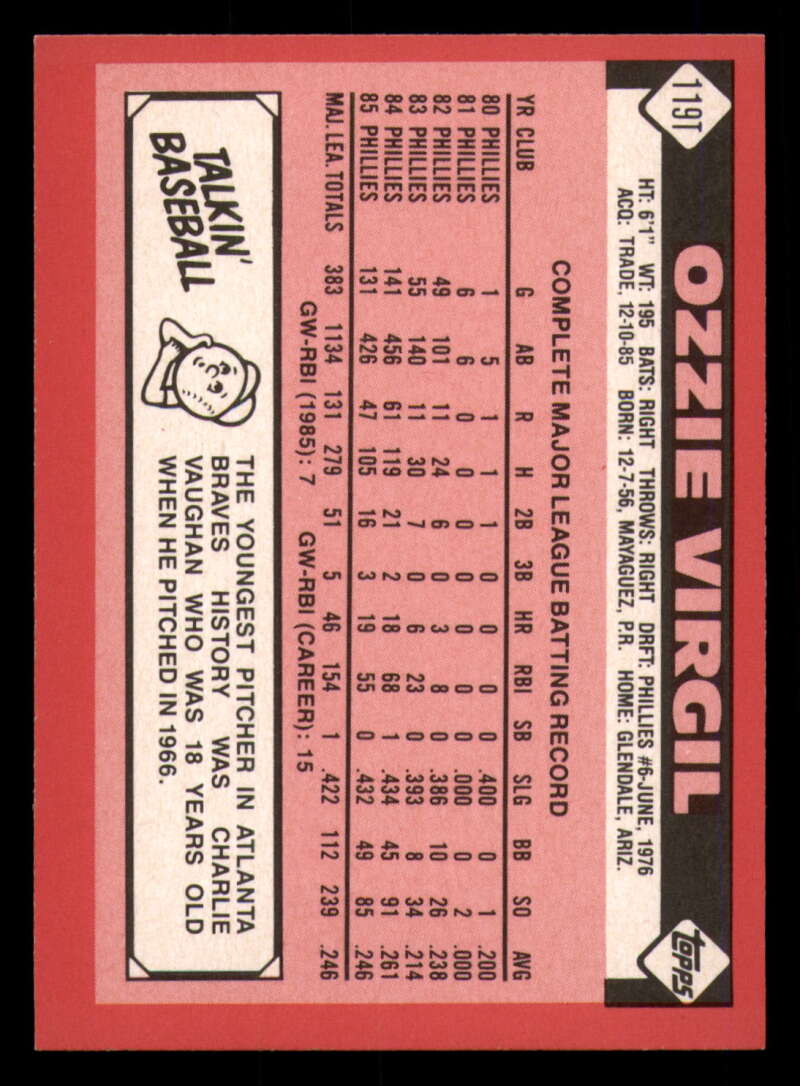 119T
OZZIE VIRGIL
topps
HT: 6'1" WT: 195 BATS: RIGHT THROWS: RIGHT DRFT: PHILLIES #6-JUNE, 1976
ACQ: TRADE, 12-10-85 BORN: 12-7-56, MAYAGUEZ, P.R. HOME: GLENDALE, ARIZ.
COMPLETE MAJOR LEAGUE BATTING RECORD
YR CLUB G AB R H 2B 3B HR RBI SB SLG BB SO AVG
80 PHILLIES 1 5 1 1 1 0 0 0 0 .400 0 1 .200
81 PHILLIES 6 6 0 0 0 0 0 0 0 .000 0 2 .000
82 PHILLIES 49 101 11 24 6 0 3 8 0 .386 10 26 .238
83 PHILLIES 55 140 11 30 7 0 6 23 0 .393 8 34 .214
84 PHILLIES 141 456 61 119 21 2 18 68 1 .434 45 91 .261
85 PHILLIES 131 426 47 105 16 3 19 55 0 .432 49 85 .246
MAJ. LEA. TOTALS 383 1134 131 279 51 5 46 154 1 .422 112 239 .246
GW-RBI (1985): 7 GW-RBI (CAREER): 15
TALKIN'
BASEBALL
THE YOUNGEST PITCHER IN ATLANTA
BRAVES HISTORY WAS CHARLIE
VAUGHAN WHO WAS 18 YEARS OLD
WHEN HE PITCHED IN 1966.